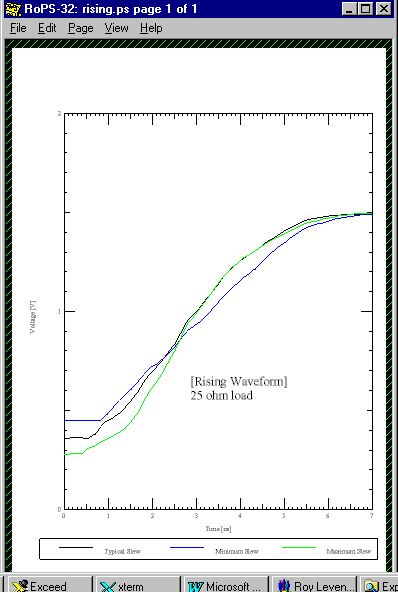 RoPS-32: rising.ps page 1 of 1
File Edit Page View Help
2
1
0
Voltage [V]
[Rising Waveform]
25 ohm load
0 1 2 3 4 5 6 7
Time [ns]
Typical Slew Minimum Slew Maximum Slew
Exceed xterm Microsoft ... Roy Leven... Exp